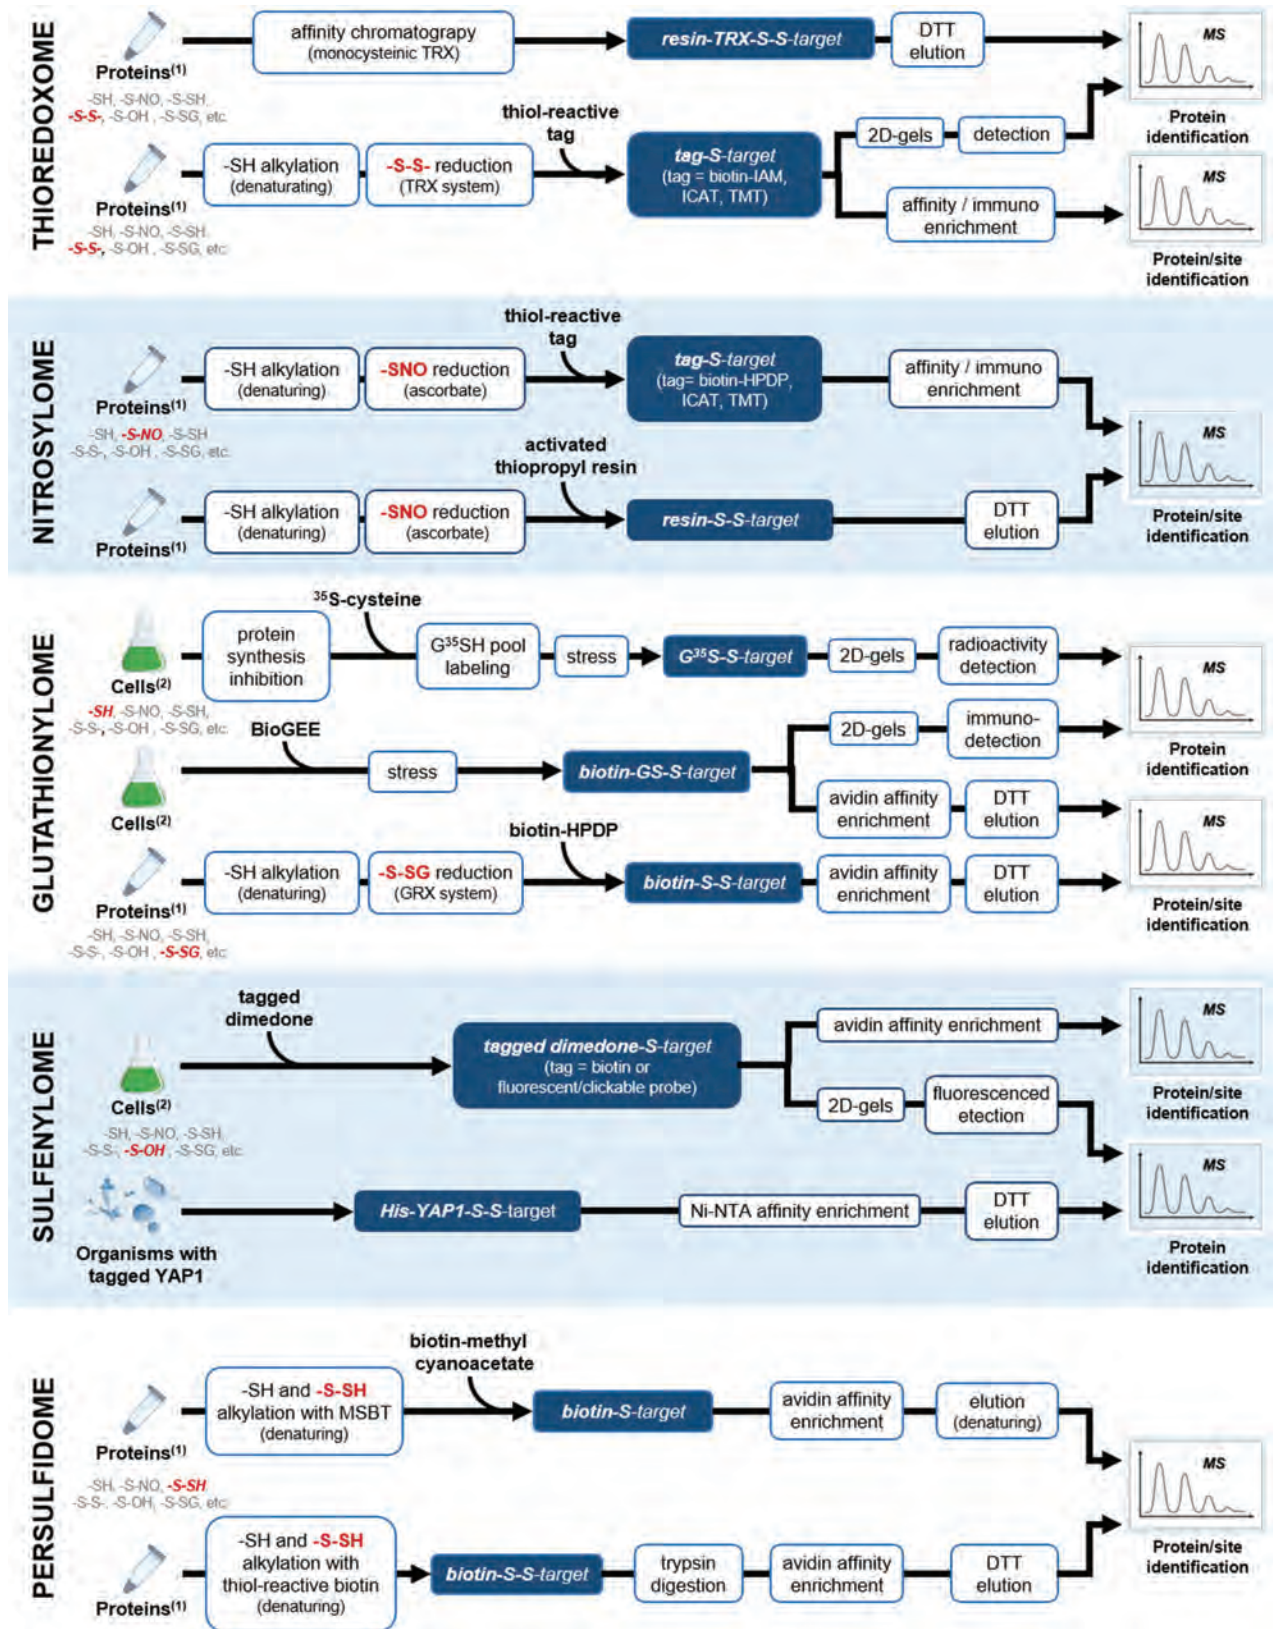 THIOREDOXOME
Proteins(1)
-SH, -S-NO, -S-SH,
-S-S-, -S-OH , -S-SG, etc.
affinity chromatograpy
(monocysteinic TRX)
resin-TRX-S-S-target
DTT
elution
MS
Protein
identification
Proteins(1)
-SH, -S-NO, -S-SH,
-S-S-, -S-OH , -S-SG, etc
-SH alkylation
(denaturating)
-S-S- reduction
(TRX system)
thiol-reactive
tag
tag-S-target
(tag = biotin-IAM,
ICAT, TMT)
2D-gels
detection
affinity / immuno
enrichment
MS
Protein/site
identification
NITROSYLOME
Proteins(1)
-SH, -S-NO, -S-SH
-S-S-, -S-OH , -S-SG, etc.
-SH alkylation
(denaturing)
-SNO reduction
(ascorbate)
thiol-reactive
tag
tag-S-target
(tag= biotin-HPDP,
ICAT, TMT)
affinity / immuno
enrichment
Proteins(1)
-SH alkylation
(denaturing)
-SNO reduction
(ascorbate)
activated
thiopropyl resin
resin-S-S-target
DTT
elution
MS
Protein/site
identification
GLUTATHIONYLOME
Cells(2)
-SH, -S-NO, -S-SH,
-S-S-, -S-OH , -S-SG, etc.
protein
synthesis
inhibition
35S-cysteine
G35SH pool
labeling
stress
G35S-S-target
2D-gels
radioactivity
detection
MS
Protein
identification
Cells(2)
BioGEE
stress
biotin-GS-S-target
2D-gels
immuno-
detection
avidin affinity
enrichment
DTT
elution
Proteins(1)
-SH, -S-NO, -S-SH,
-S-S-, -S-OH , -S-SG, etc
-SH alkylation
(denaturing)
-S-SG reduction
(GRX system)
biotin-HPDP
biotin-S-S-target
avidin affinity
enrichment
DTT
elution
MS
Protein/site
identification
SULFENYLOME
Cells(2)
-SH, -S-NO, -S-SH,
-S-S-, -S-OH , -S-SG, etc
tagged
dimedone
tagged dimedone-S-target
(tag = biotin or
fluorescent/clickable probe)
avidin affinity enrichment
MS
Protein/site
identification
2D-gels
fluorescenced
etection
Organisms with
tagged YAP1
His-YAP1-S-S-target
Ni-NTA affinity enrichment
DTT
elution
MS
Protein
identification
PERSULFIDOME
Proteins(1)
-SH, -S-NO, -S-SH
-S-S-, -S-OH, -S-SG, etc
-SH and -S-SH
alkylation with MSBT
(denaturing)
biotin-methyl
cyanoacetate
biotin-S-target
avidin affinity
enrichment
elution
(denaturing)
Proteins(1)
-SH and -S-SH
alkylation with
thiol-reactive biotin
(denaturing)
biotin-S-S-target
trypsin
digestion
avidin affinity
enrichment
DTT
elution
MS
Protein/site
identification